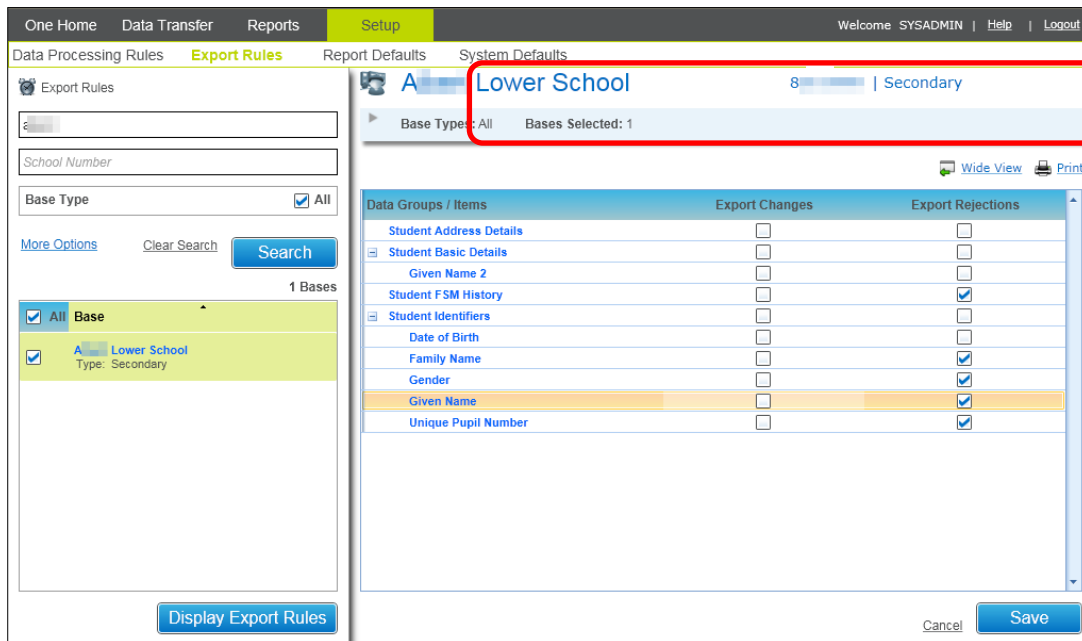 One Home Data Transfer Reports Setup Welcome SYSADMIN | Help | Logout
Data Processing Rules Export Rules Report Defaults System Defaults
Export Rules
School Number
Base Type All
More Options Clear Search Search
1 Bases
All Base
A Lower School
Type: Secondary
Display Export Rules
A Lower School 8 | Secondary
Base Types: All Bases Selected: 1
Wide View Print
Data Groups / Items Export Changes Export Rejections
Student Address Details
Student Basic Details
Given Name 2
Student FSM History
Student Identifiers
Date of Birth
Family Name
Gender
Given Name
Unique Pupil Number
Cancel Save